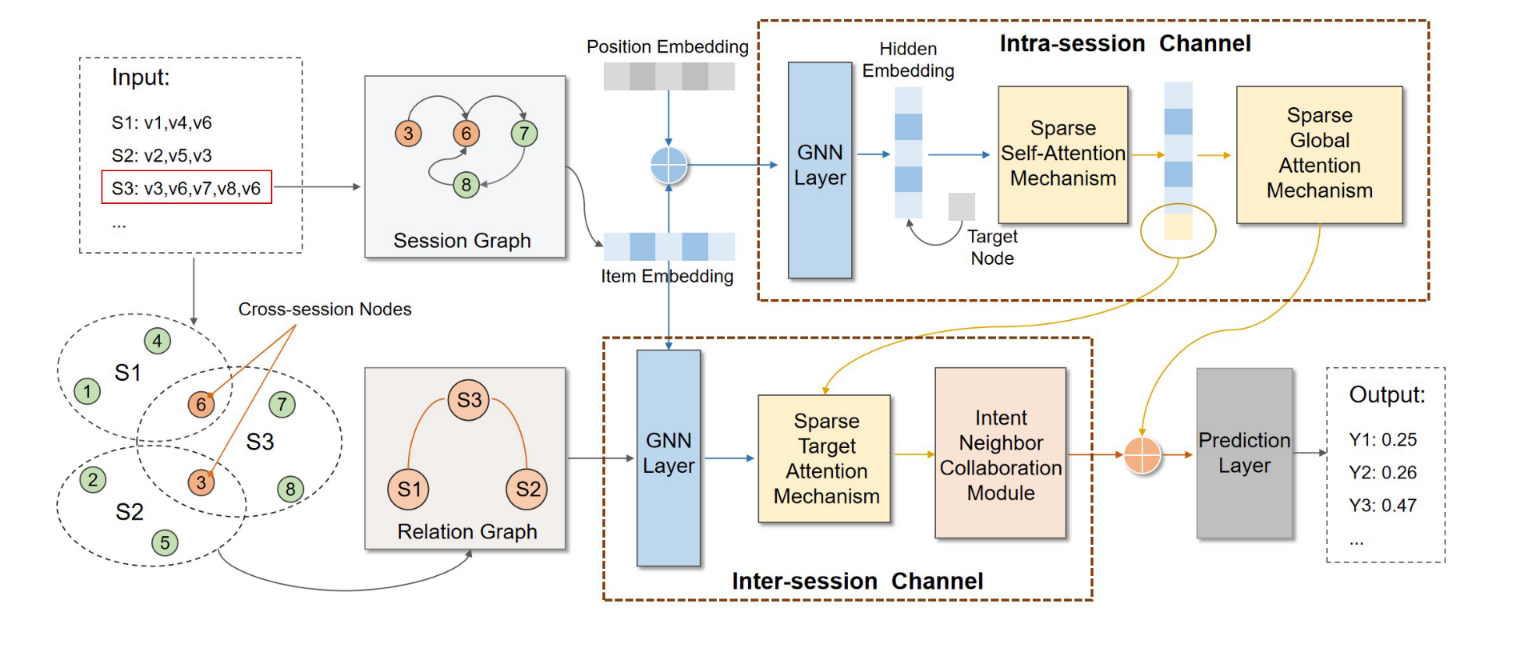 Input:
S1: v1,v4,v6
S2: v2,v5,v3
S3: v3,v6,v7,v8,v6
...
3
6
7
8
Session Graph
Position Embedding
Item Embedding
Intra-session Channel
GNN
Layer
Hidden
Embedding
Target
Node
Sparse
Self-Attention
Mechanism
Sparse
Global
Attention
Mechanism
Cross-session Nodes
4
S1
1
6
7
S3
2
3
8
S2
5
S3
S1
S2
Relation Graph
GNN
Layer
Sparse
Target
Attention
Mechanism
Intent
Neighbor
Collaboration
Module
Inter-session Channel
Prediction
Layer
Output:
Y1: 0.25
Y2: 0.26
Y3: 0.47
...